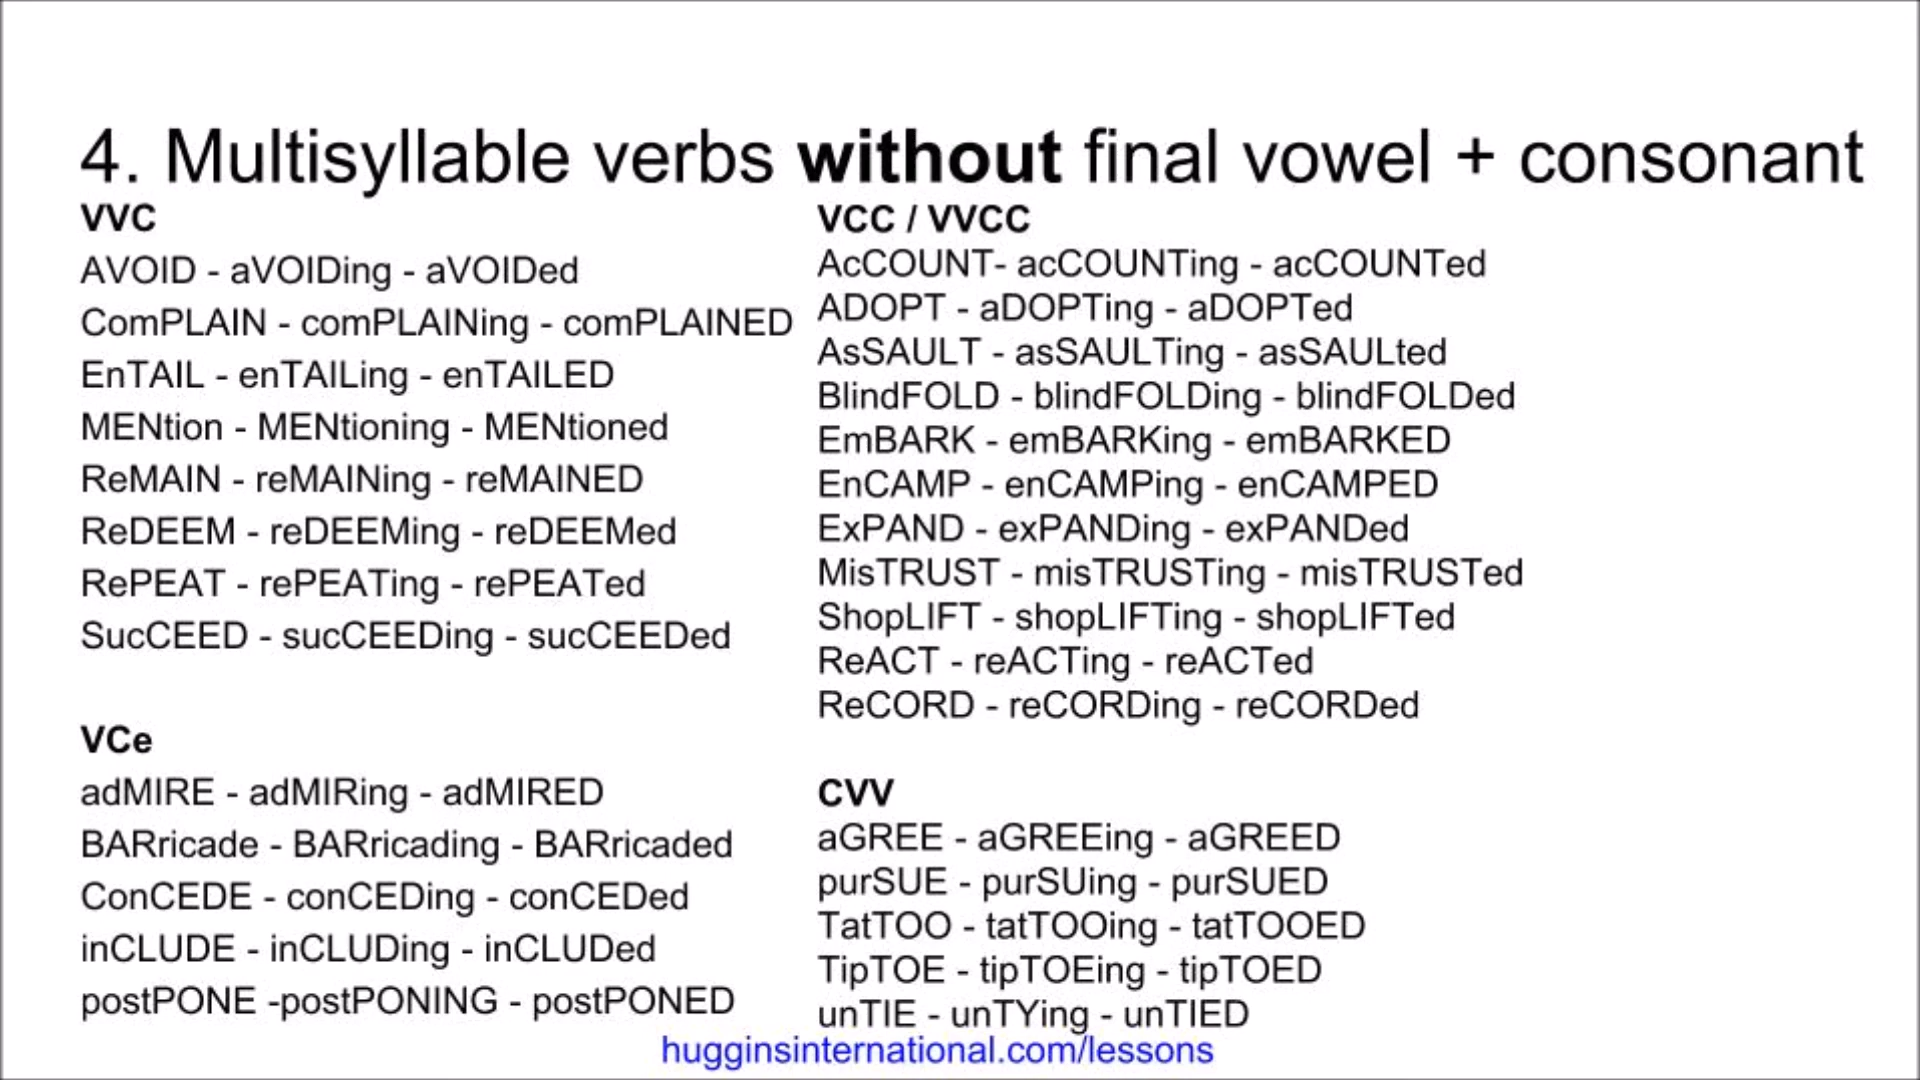 4. Multisyllable verbs without final vowel + consonant
VVC
AVOID - aVOIDing - aVOIDed
ComPLAIN - comPLAINing - comPLAINED
EnTAIL - enTAILing - enTAILED
MENtion - MENtioning - MENtioned
ReMAIN - reMAINing - reMAINED
ReDEEM - reDEEMing - reDEEMed
RePEAT - rePEATing - rePEATed
SucCEED - sucCEEDing - sucCEEDed
VCe
adMIRE - adMIRing - adMIRED
BARricade - BARricading - BARricaded
ConCEDE - conCEDing - conCEDed
inCLUDE - inCLUDing - inCLUDed
postPONE -postPONING - postPONED
VCC / VVCC
AcCOUNT- acCOUNTing - acCOUNTed
ADOPT - aDOPTing - aDOPTed
AsSAULT - asSAULTing - asSAULted
BlindFOLD - blindFOLDing - blindFOLDed
EmBARK - emBARKing - emBARKED
EnCAMP - enCAMPing - enCAMPED
ExPAND - exPANDing - exPANDed
MisTRUST - misTRUSTing - misTRUSTed
ShopLIFT - shopLIFTing - shopLIFTed
ReACT - reACTing - reACTed
ReCORD - reCORDing - reCORDed
CVV
aGREE - aGREEing - aGREED
purSUE - purSUing - purSUED
TatTOO - tatTOOing - tatTOOED
TipTOE - tipTOEing - tipTOED
unTIE - unTYing - unTIED
hugginsinternational.com/lessons